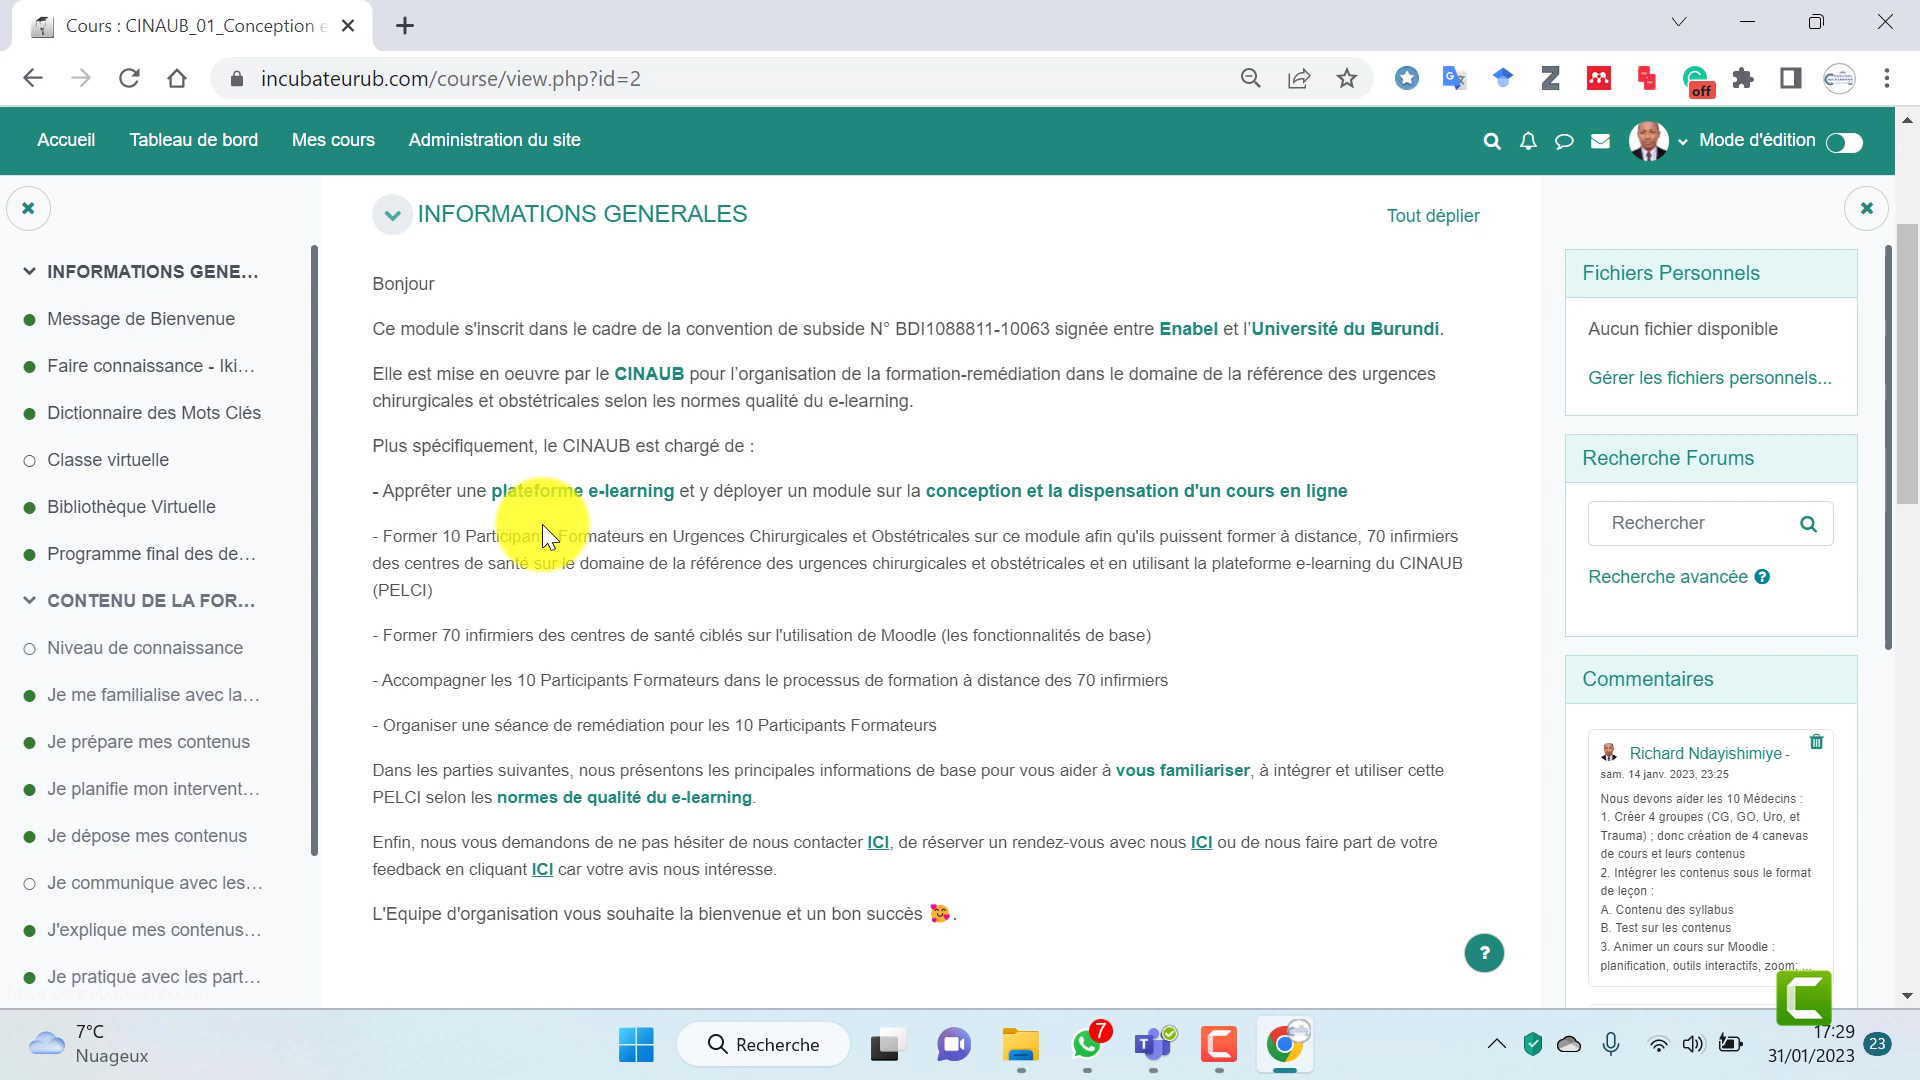 Cours : CINAUB_01_Conception e
incubateurub.com/course/view.php?id=2
off
Accueil
Tableau de bord
Mes cours
Administration du site
Mode d'édition
INFORMATIONS GENE...
Message de Bienvenue
Faire connaissance - Iki...
Dictionnaire des Mots Clés
Classe virtuelle
Bibliothèque Virtuelle
Programme final des de...
CONTENU DE LA FOR...
Niveau de connaissance
Je me familialise avec la...
Je prépare mes contenus
Je planifie mon intervent...
Je dépose mes contenus
Je communique avec les...
J'explique mes contenus...
Je pratique avec les part...
INFORMATIONS GENERALES
Tout déplier
Bonjour
Ce module s'inscrit dans le cadre de la convention de subside N° BDI1088811-10063 signée entre Enabel et l'Université du Burundi.
Elle est mise en oeuvre par le CINAUB pour l'organisation de la formation-remédiation dans le domaine de la référence des urgences
chirurgicales et obstétricales selon les normes qualité du e-learning.
Plus spécifiquement, le CINAUB est chargé de :
- Apprêter une plateforme e-learning et y déployer un module sur la conception et la dispensation d'un cours en ligne
- Former 10 Participants Formateurs en Urgences Chirurgicales et Obstétricales sur ce module afin qu'ils puissent former à distance, 70 infirmiers
des centres de santé sur le domaine de la référence des urgences chirurgicales et obstétricales et en utilisant la plateforme e-learning du CINAUB
(PELCI)
- Former 70 infirmiers des centres de santé ciblés sur l'utilisation de Moodle (les fonctionnalités de base)
- Accompagner les 10 Participants Formateurs dans le processus de formation à distance des 70 infirmiers
- Organiser une séance de remédiation pour les 10 Participants Formateurs
Dans les parties suivantes, nous présentons les principales informations de base pour vous aider à vous familiariser, à intégrer et utiliser cette
PELCI selon les normes de qualité du e-learning.
Enfin, nous vous demandons de ne pas hésiter de nous contacter ICI, de réserver un rendez-vous avec nous ICI ou de nous faire part de votre
feedback en cliquant ICI car votre avis nous intéresse.
L'Equipe d'organisation vous souhaite la bienvenue et un bon succès 🥰.
?
Fichiers Personnels
Aucun fichier disponible
Gérer les fichiers personnels...
Recherche Forums
Rechercher
Recherche avancée ?
Commentaires
Richard Ndayishimiye -
sam. 14 janv. 2023, 23:25
Nous devons aider les 10 Médecins :
1. Créer 4 groupes (CG, GO, Uro, et
Trauma) ; donc création de 4 canevas
de cours et leurs contenus
2. Intégrer les contenus sous le format
de leçon :
A. Contenu des syllabus
B. Test sur les contenus
3. Animer un cours sur Moodle :
planification, outils interactifs, zoom; ...
7°C
Nuageux
Recherche
7
17:29
31/01/2023
23